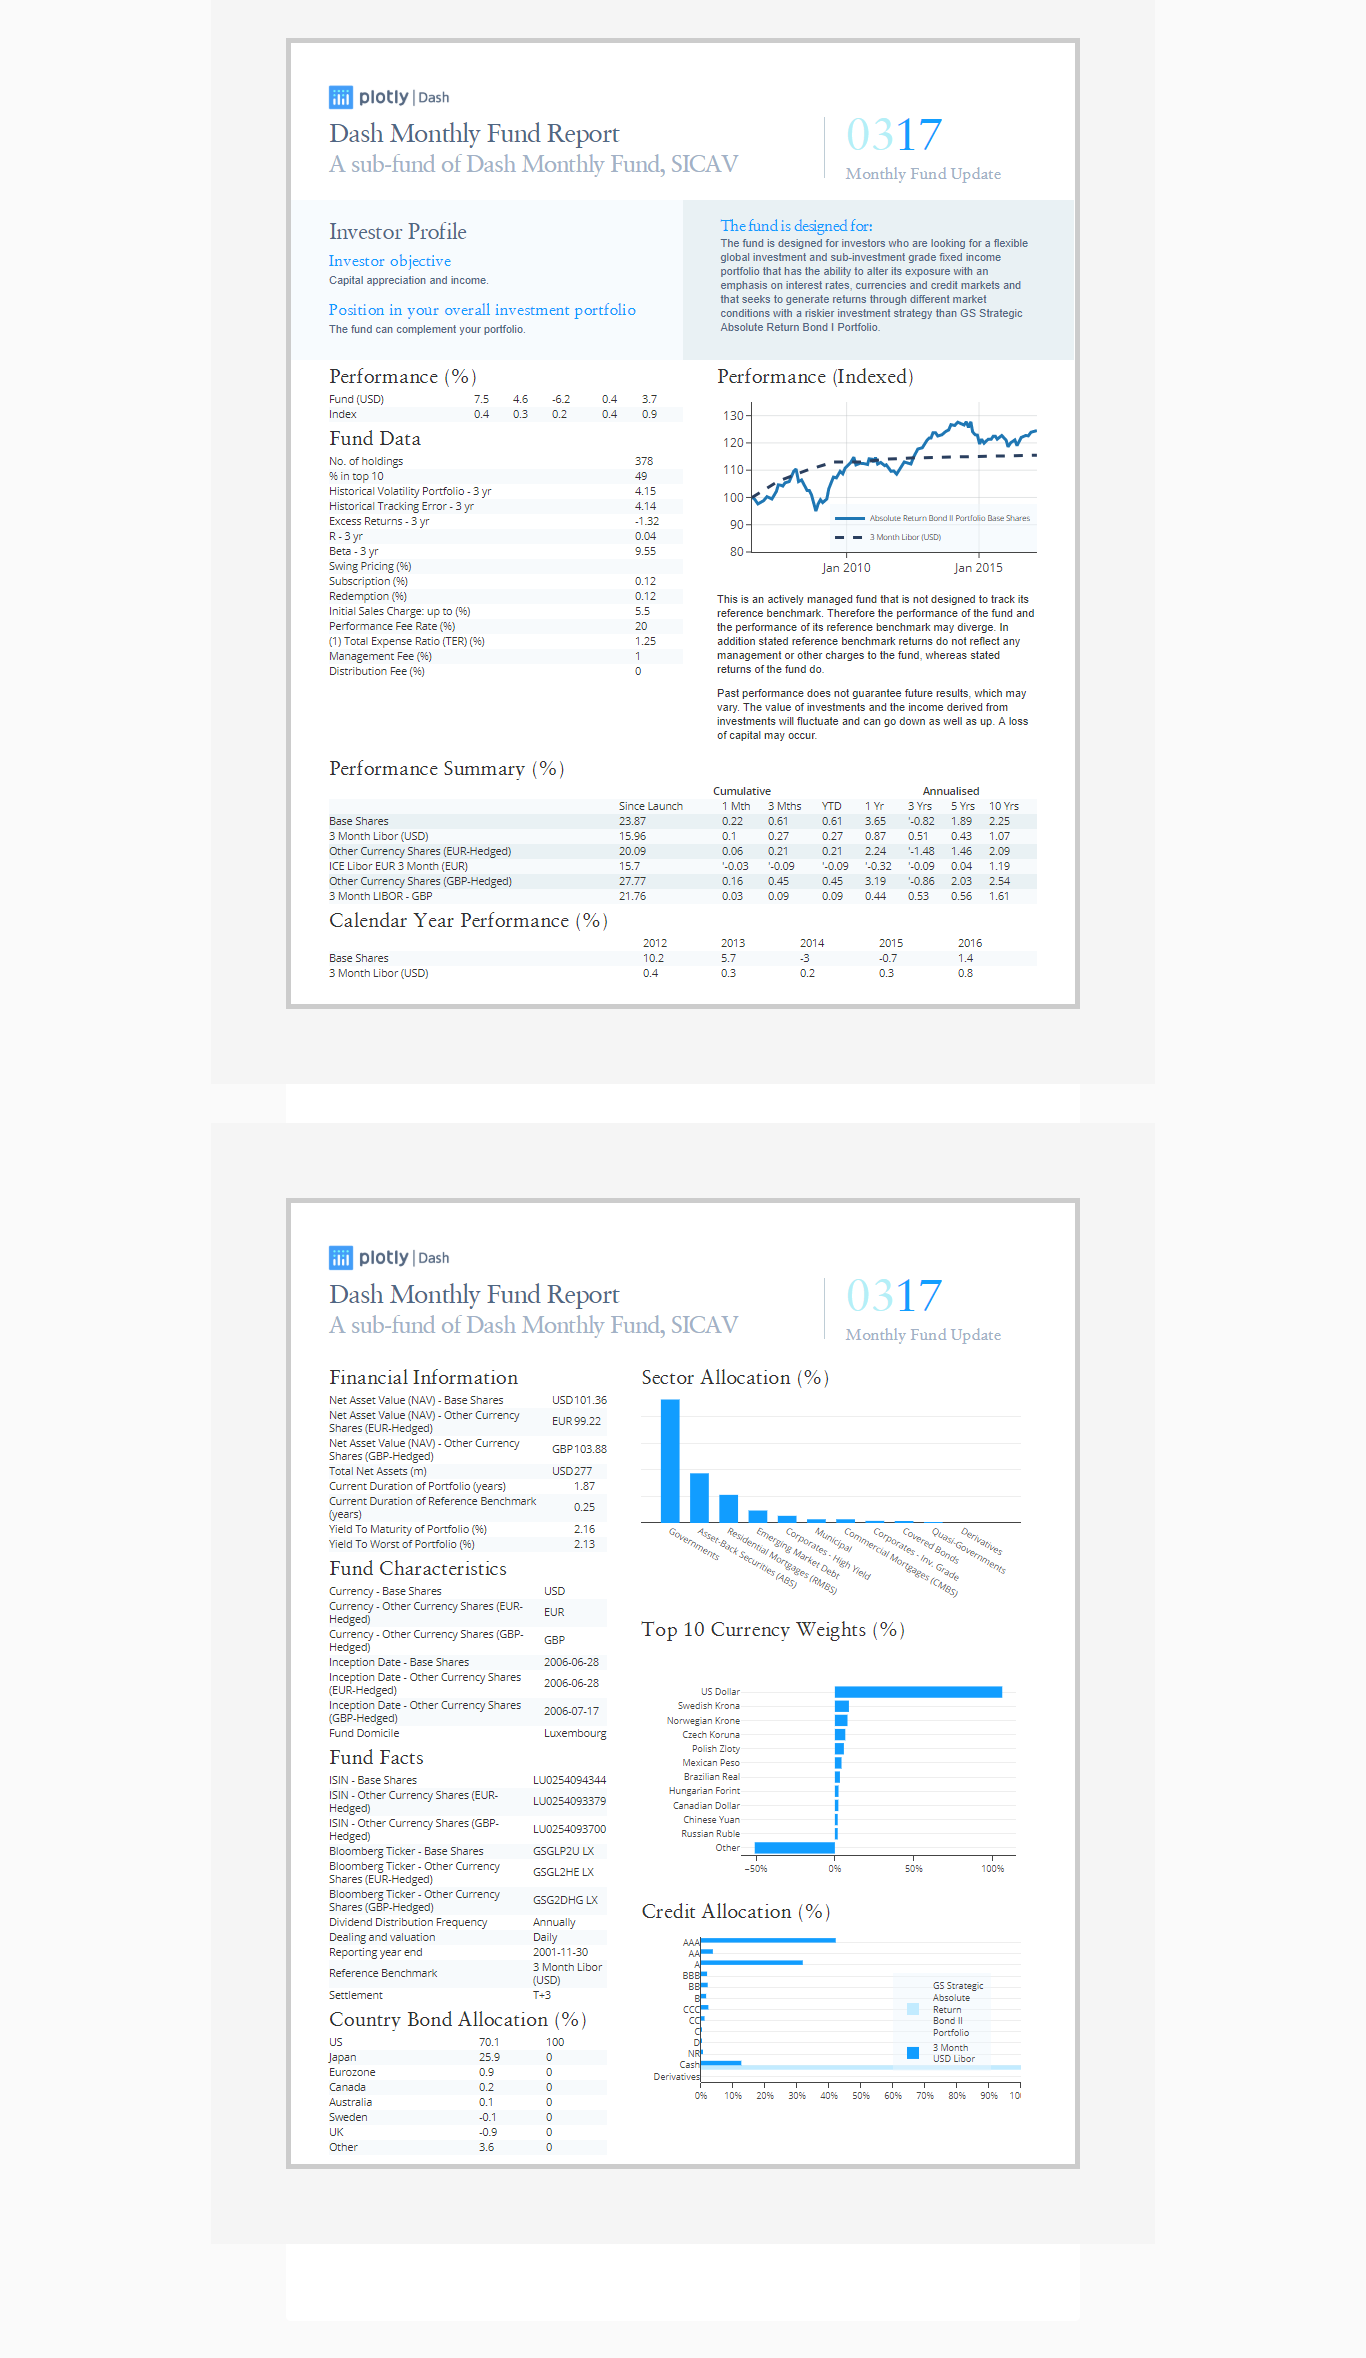 plotly | Dash
Dash Monthly Fund Report
A sub-fund of Dash Monthly Fund, SICAV
0317
Monthly Fund Update
Investor Profile
Investor objective
Capital appreciation and income.
Position in your overall investment portfolio
The fund can complement your portfolio.
The fund is designed for:
The fund is designed for investors who are looking for a flexible
global investment and sub-investment grade fixed income
portfolio that has the ability to alter its exposure with an
emphasis on interest rates, currencies and credit markets and
that seeks to generate returns through different market
conditions with a riskier investment strategy than GS Strategic
Absolute Return Bond I Portfolio.
Performance (%)
Fund (USD) 7.5 4.6 -6.2 0.4 3.7
Index 0.4 0.3 0.2 0.4 0.9
Fund Data
No. of holdings 378
% in top 10 49
Historical Volatility Portfolio - 3 yr 4.15
Historical Tracking Error - 3 yr 4.14
Excess Returns - 3 yr -1.32
R - 3 yr 0.04
Beta - 3 yr 9.55
Swing Pricing (%)
Subscription (%) 0.12
Redemption (%) 0.12
Initial Sales Charge: up to (%) 5.5
Performance Fee Rate (%) 20
(1) Total Expense Ratio (TER) (%) 1.25
Management Fee (%) 1
Distribution Fee (%) 0
Performance (Indexed)
130
120
110
100
90
80
Absolute Return Bond II Portfolio Base Shares
3 Month Libor (USD)
Jan 2010 Jan 2015
This is an actively managed fund that is not designed to track its
reference benchmark. Therefore the performance of the fund and
the performance of its reference benchmark may diverge. In
addition stated reference benchmark returns do not reflect any
management or other charges to the fund, whereas stated
returns of the fund do.
Past performance does not guarantee future results, which may
vary. The value of investments and the income derived from
investments will fluctuate and can go down as well as up. A loss
of capital may occur.
Performance Summary (%)
Cumulative Annualised
Since Launch 1 Mth 3 Mths YTD 1 Yr 3 Yrs 5 Yrs 10 Yrs
Base Shares 23.87 0.22 0.61 0.61 3.65 '-0.82 1.89 2.25
3 Month Libor (USD) 15.96 0.1 0.27 0.27 0.87 0.51 0.43 1.07
Other Currency Shares (EUR-Hedged) 20.09 0.06 0.21 0.21 2.24 '-1.48 1.46 2.09
ICE Libor EUR 3 Month (EUR) 15.7 '-0.03 '-0.09 '-0.09 '-0.32 '-0.09 0.04 1.19
Other Currency Shares (GBP-Hedged) 27.77 0.16 0.45 0.45 3.19 '-0.86 2.03 2.54
3 Month LIBOR - GBP 21.76 0.03 0.09 0.09 0.44 0.53 0.56 1.61
Calendar Year Performance (%)
2012 2013 2014 2015 2016
Base Shares 10.2 5.7 -3 -0.7 1.4
3 Month Libor (USD) 0.4 0.3 0.2 0.3 0.8
plotly | Dash
Dash Monthly Fund Report
A sub-fund of Dash Monthly Fund, SICAV
0317
Monthly Fund Update
Financial Information
Net Asset Value (NAV) - Base Shares USD 101.36
Net Asset Value (NAV) - Other Currency
Shares (EUR-Hedged) EUR 99.22
Net Asset Value (NAV) - Other Currency
Shares (GBP-Hedged) GBP 103.88
Total Net Assets (m) USD 277
Current Duration of Portfolio (years) 1.87
Current Duration of Reference Benchmark
(years) 0.25
Yield To Maturity of Portfolio (%) 2.16
Yield To Worst of Portfolio (%) 2.13
Fund Characteristics
Currency - Base Shares USD
Currency - Other Currency Shares (EUR-
Hedged) EUR
Currency - Other Currency Shares (GBP-
Hedged) GBP
Inception Date - Base Shares 2006-06-28
Inception Date - Other Currency Shares
(EUR-Hedged) 2006-06-28
Inception Date - Other Currency Shares
(GBP-Hedged) 2006-07-17
Fund Domicile Luxembourg
Fund Facts
ISIN - Base Shares LU0254094344
ISIN - Other Currency Shares (EUR-
Hedged) LU0254093379
ISIN - Other Currency Shares (GBP-
Hedged) LU0254093700
Bloomberg Ticker - Base Shares GSGLP2U LX
Bloomberg Ticker - Other Currency
Shares (EUR-Hedged) GSGL2HE LX
Bloomberg Ticker - Other Currency
Shares (GBP-Hedged) GSG2DHG LX
Dividend Distribution Frequency Annually
Dealing and valuation Daily
Reporting year end 2001-11-30
Reference Benchmark 3 Month Libor
(USD)
Settlement T+3
Country Bond Allocation (%)
US 70.1 100
Japan 25.9 0
Eurozone 0.9 0
Canada 0.2 0
Australia 0.1 0
Sweden -0.1 0
UK -0.9 0
Other 3.6 0
Sector Allocation (%)
Governments
Asset-Back Securities (ABS)
Residential Mortgages (RMBS)
Emerging Market Debt
Corporates - High Yield
Municipal
Commercial Mortgages (CMBS)
Corporates - Inv. Grade
Covered Bonds
Quasi-Governments
Derivatives
Top 10 Currency Weights (%)
US Dollar
Swedish Krona
Norwegian Krone
Czech Koruna
Polish Zloty
Mexican Peso
Brazilian Real
Hungarian Forint
Canadian Dollar
Chinese Yuan
Russian Ruble
Other
−50% 0% 50% 100%
Credit Allocation (%)
AAA
AA
A
BBB
BB
B
CCC
CC
C
D
NR
Cash
Derivatives
GS Strategic
Absolute
Return
Bond II
Portfolio
3 Month
USD Libor
0% 10% 20% 30% 40% 50% 60% 70% 80% 90% 10